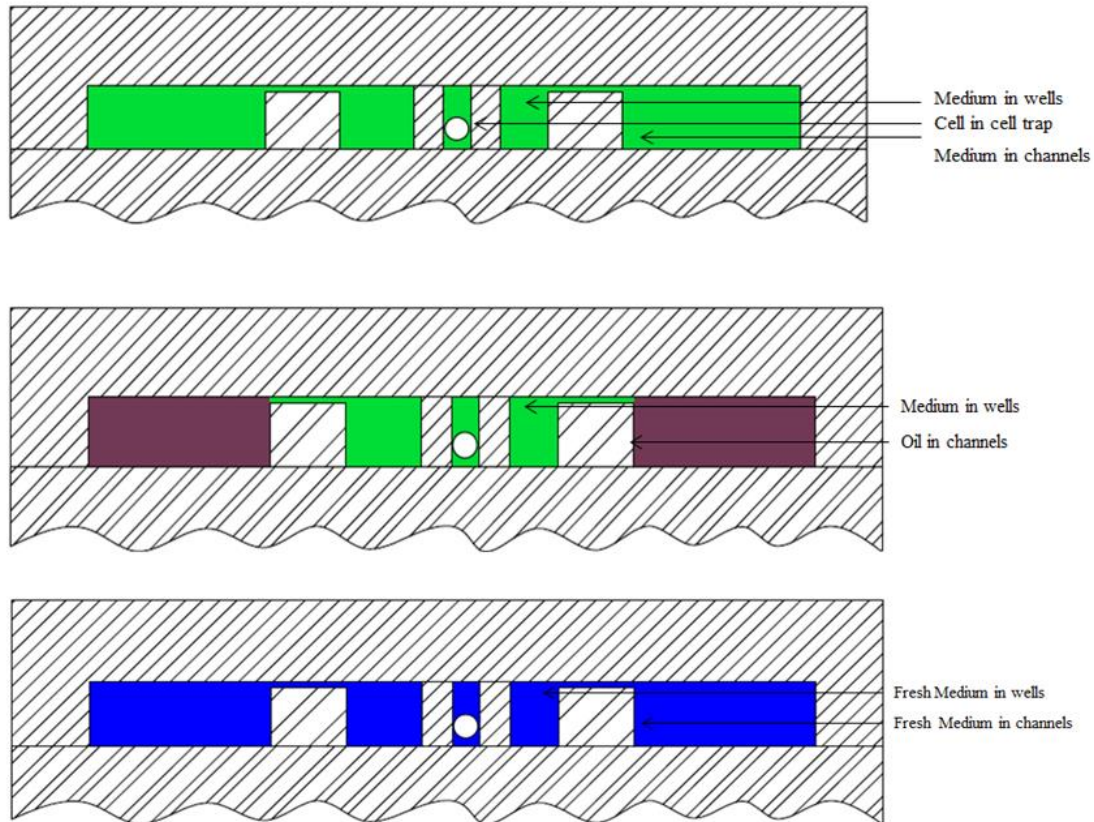 Medium in wells
Cell in cell trap
Medium in channels
Medium in wells
Oil in channels
Fresh Medium in wells
Fresh Medium in channels